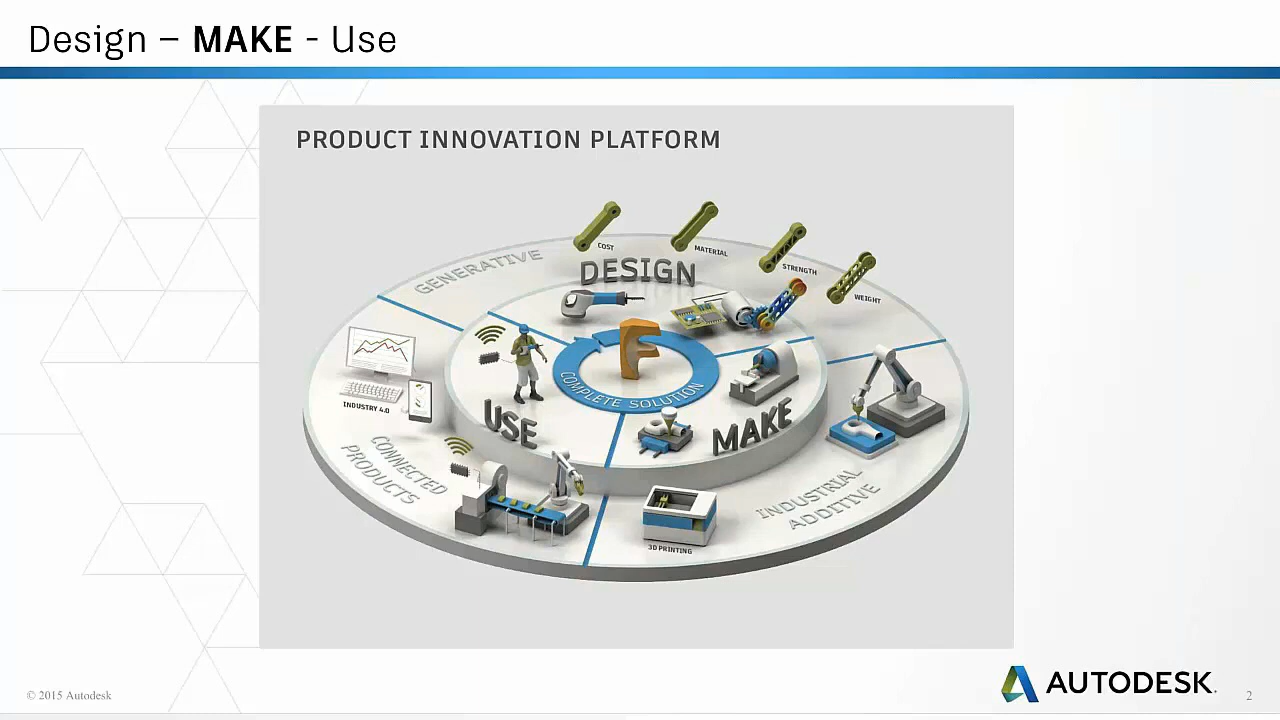 Design – MAKE - Use
PRODUCT INNOVATION PLATFORM
COST
MATERIAL
STRENGTH
WEIGHT
GENERATIVE
DESIGN
F
COMPLETE SOLUTION
INDUSTRY 4.0
USE
MAKE
CONNECTED
PRODUCTS
INDUSTRIAL
ADDITIVE
3D PRINTING
© 2015 Autodesk
AUTODESK.
2